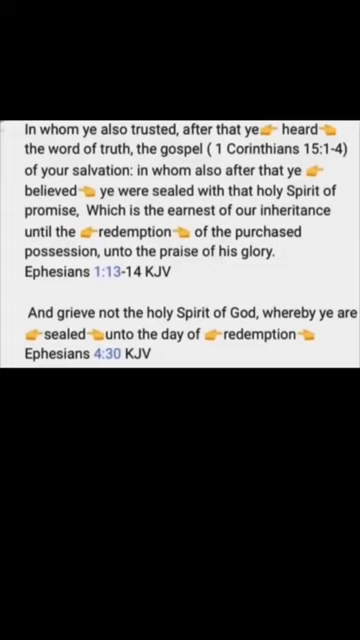 In whom ye also trusted, after that ye👉 heard👈
the word of truth, the gospel ( 1 Corinthians 15:1-4)
of your salvation: in whom also after that ye 👉
believed👈 ye were sealed with that holy Spirit of
promise, Which is the earnest of our inheritance
until the 👉redemption👈 of the purchased
possession, unto the praise of his glory.
Ephesians 1:13-14 KJV
And grieve not the holy Spirit of God, whereby ye are
👉sealed👈unto the day of 👉redemption👈
Ephesians 4:30 KJV